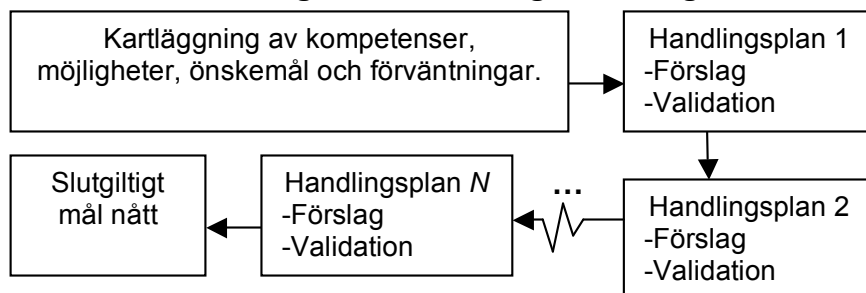 Kartläggning av kompetenser,
möjligheter, önskemål och förväntningar.
Handlingsplan 1
-Förslag
-Validation
Handlingsplan 2
-Förslag
-Validation
...
Handlingsplan N
-Förslag
-Validation
Slutgiltigt
mål nått